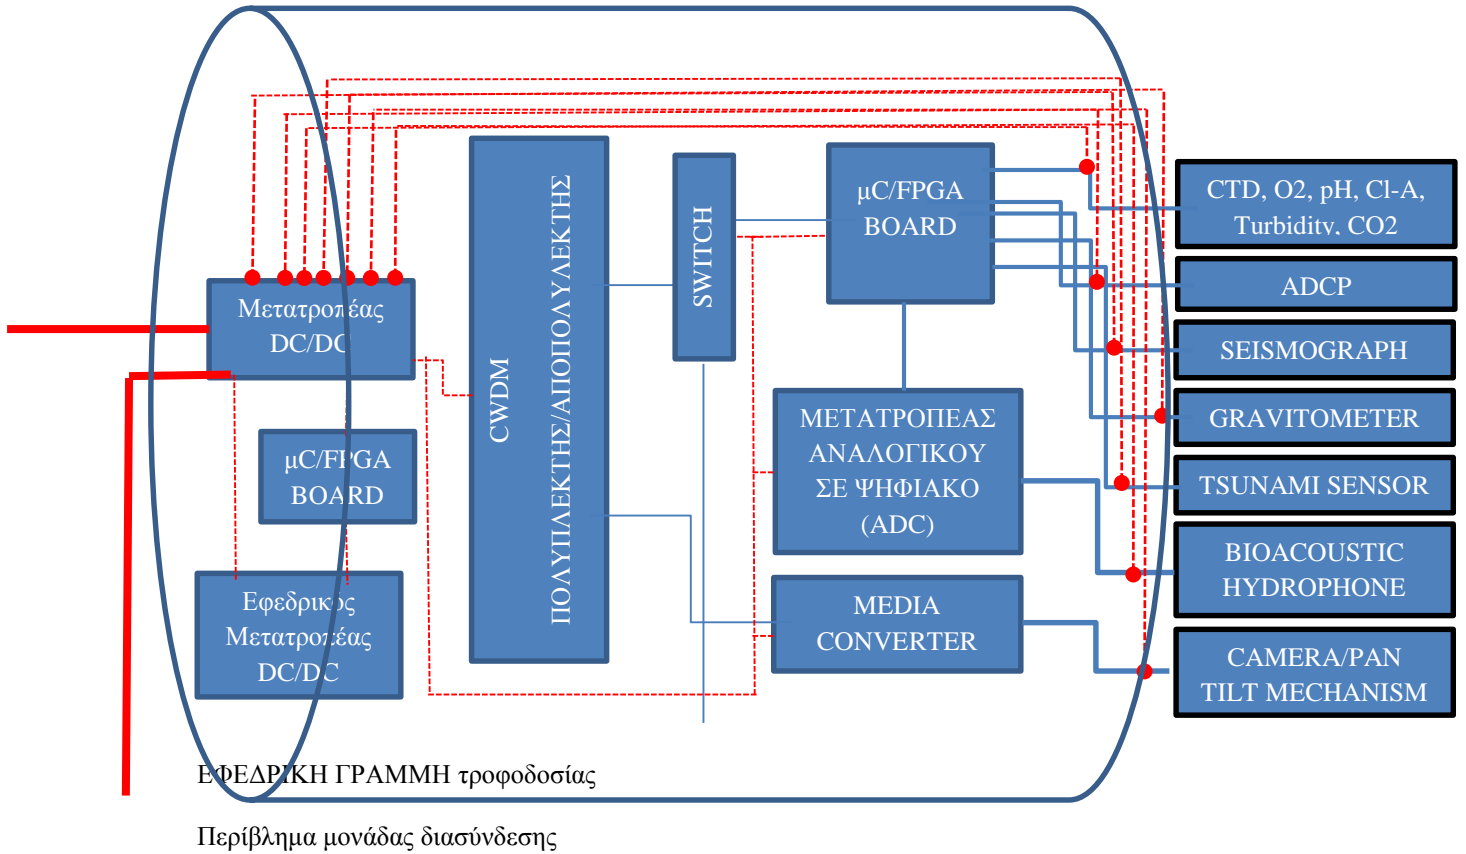 CTD, O2, pH, Cl-A,
Turbidity, CO2
μC/FPGA
BOARD
SWITCH
CWDM
ΠΟΛΥΠΛΕΚΤΗΣ/ΑΠΟΠΟΛΥΠΛΕΚΤΗΣ
ADCP
Μετατροπέας
DC/DC
SEISMOGRAPH
GRAVITOMETER
ΜΕΤΑΤΡΟΠΕΑΣ
ΑΝΑΛΟΓΙΚΟΥ
ΣΕ ΨΗΦΙΑΚΟ
(ADC)
μC/FPGA
BOARD
TSUNAMI SENSOR
BIOACOUSTIC
HYDROPHONE
Εφεδρικός
Μετατροπέας
DC/DC
MEDIA
CONVERTER
CAMERA/PAN
TILT MECHANISM
ΕΦΕΔΡΙΚΗ ΓΡΑΜΜΗ τροφοδοσίας
Περίβλημα μονάδας διασύνδεσης